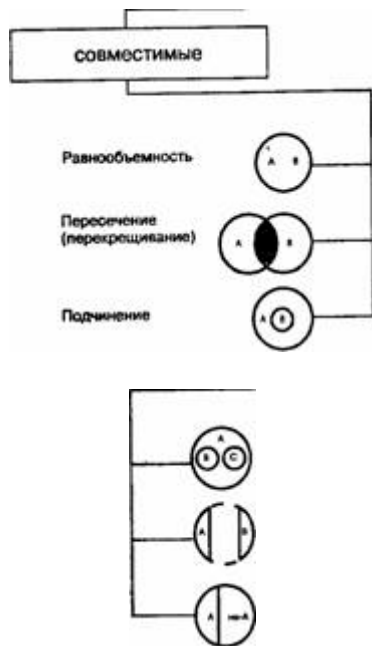 совместимые
Равнообъемность
A B
Пересечение
(перекрещивание)
A B
Подчинение
A B
A
B C
A B
A не-A